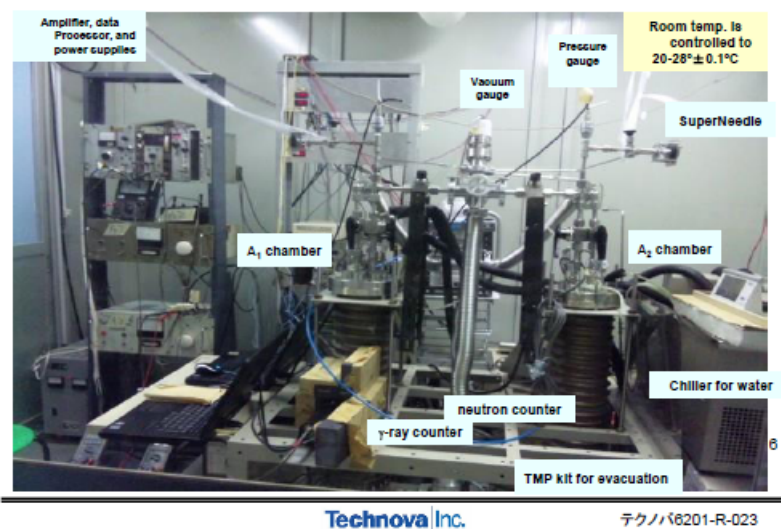 Amplifier, data
Processor, and
power supplies
Vacuum
gauge
Pressure
gauge
Room temp. is
controlled to
20-28°±0.1°C
SuperNeedle
A₁ chamber
A₂ chamber
Chiller for water
neutron counter
γ-ray counter
TMP kit for evacuation
6
Technova Inc.
テクノバ6201-R-023